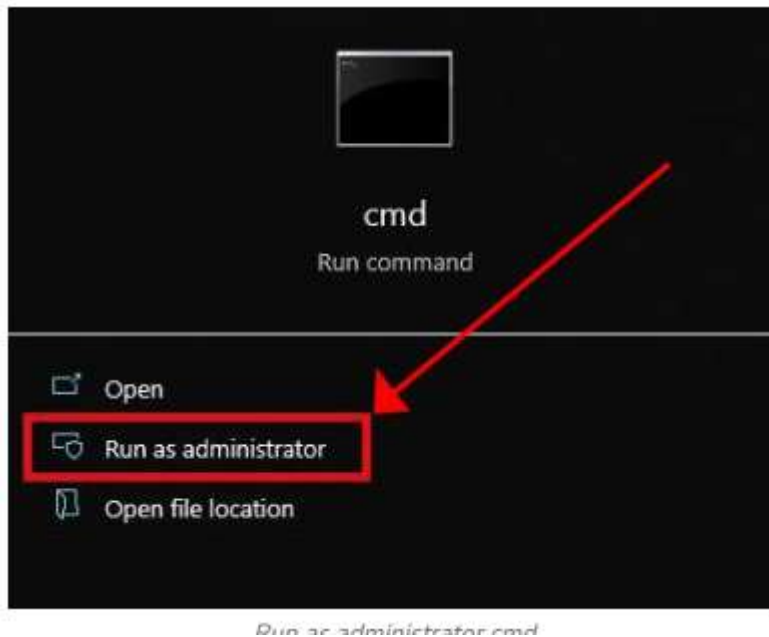 cmd
Run command
Open
Run as administrator
Open file location
Run as administrator cmd